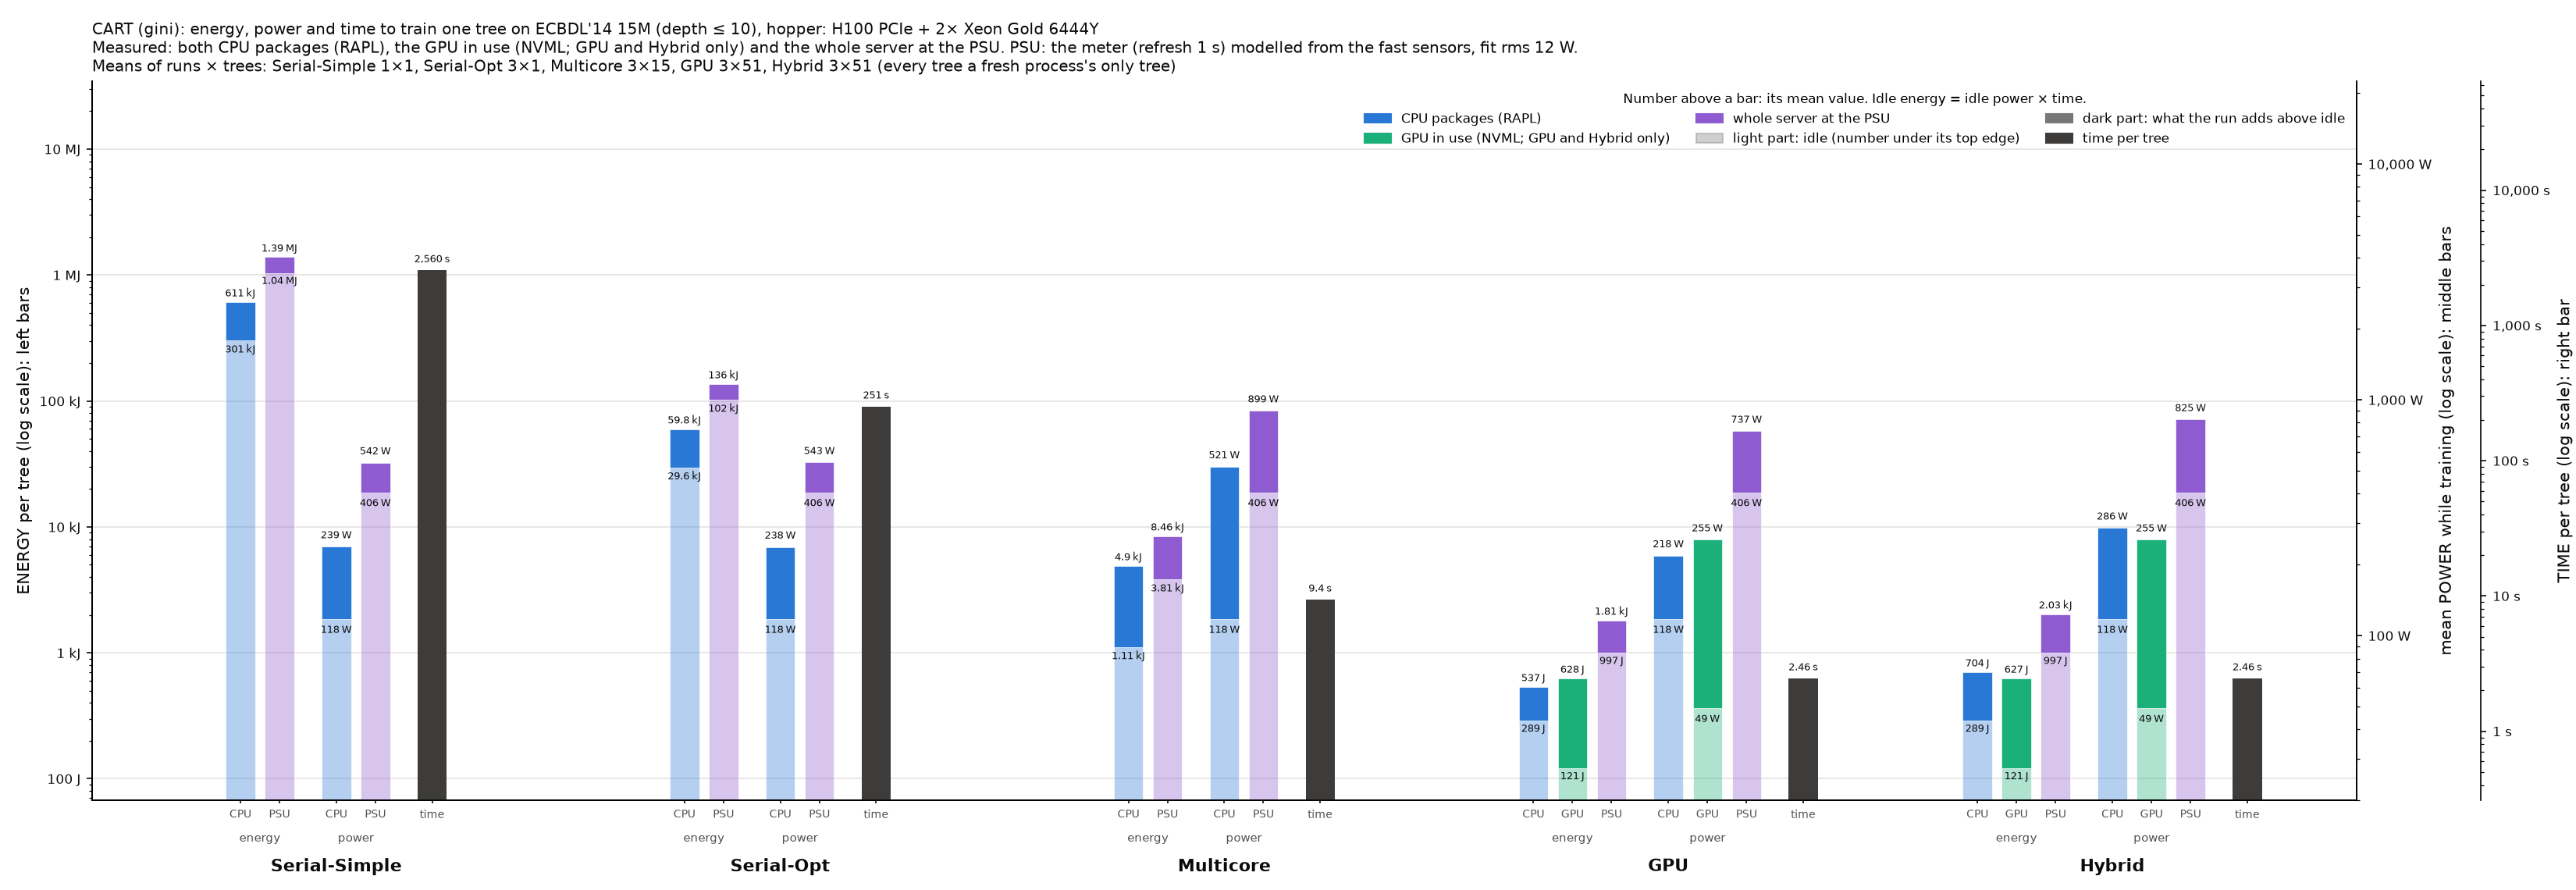 CART (gini): energy, power and time to train one tree on ECBDL'14 15M (depth ≤ 10), hopper: H100 PCIe + 2× Xeon Gold 6444Y
Measured: both CPU packages (RAPL), the GPU in use (NVML; GPU and Hybrid only) and the whole server at the PSU. PSU: the meter (refresh 1 s) modelled from the fast sensors, fit rms 12 W.
Means of runs × trees: Serial-Simple 1×1, Serial-Opt 3×1, Multicore 3×15, GPU 3×51, Hybrid 3×51 (every tree a fresh process's only tree)
Number above a bar: its mean value. Idle energy = idle power × time.
CPU packages (RAPL)
GPU in use (NVML; GPU and Hybrid only)
whole server at the PSU
light part: idle (number under its top edge)
dark part: what the run adds above idle
time per tree
ENERGY per tree (log scale): left bars
10 MJ
1 MJ
100 kJ
10 kJ
1 kJ
100 J
611 kJ
301 kJ
1.39 MJ
1.04 MJ
239 W
118 W
542 W
406 W
2,560 s
59.8 kJ
29.6 kJ
136 kJ
102 kJ
238 W
118 W
543 W
406 W
251 s
4.9 kJ
1.11 kJ
8.46 kJ
3.81 kJ
521 W
118 W
899 W
406 W
9.4 s
537 J
289 J
628 J
121 J
1.81 kJ
997 J
218 W
118 W
255 W
49 W
737 W
406 W
2.46 s
704 J
289 J
627 J
121 J
2.03 kJ
997 J
286 W
118 W
255 W
49 W
825 W
406 W
2.46 s
10,000 W
1,000 W
100 W
mean POWER while training (log scale): middle bars
10,000 s
1,000 s
100 s
10 s
1 s
TIME per tree (log scale): right bar
CPU PSU CPU PSU time
energy power
Serial-Simple
CPU PSU CPU PSU time
energy power
Serial-Opt
CPU PSU CPU PSU time
energy power
Multicore
CPU GPU PSU CPU GPU PSU time
energy power
GPU
CPU GPU PSU CPU GPU PSU time
energy power
Hybrid